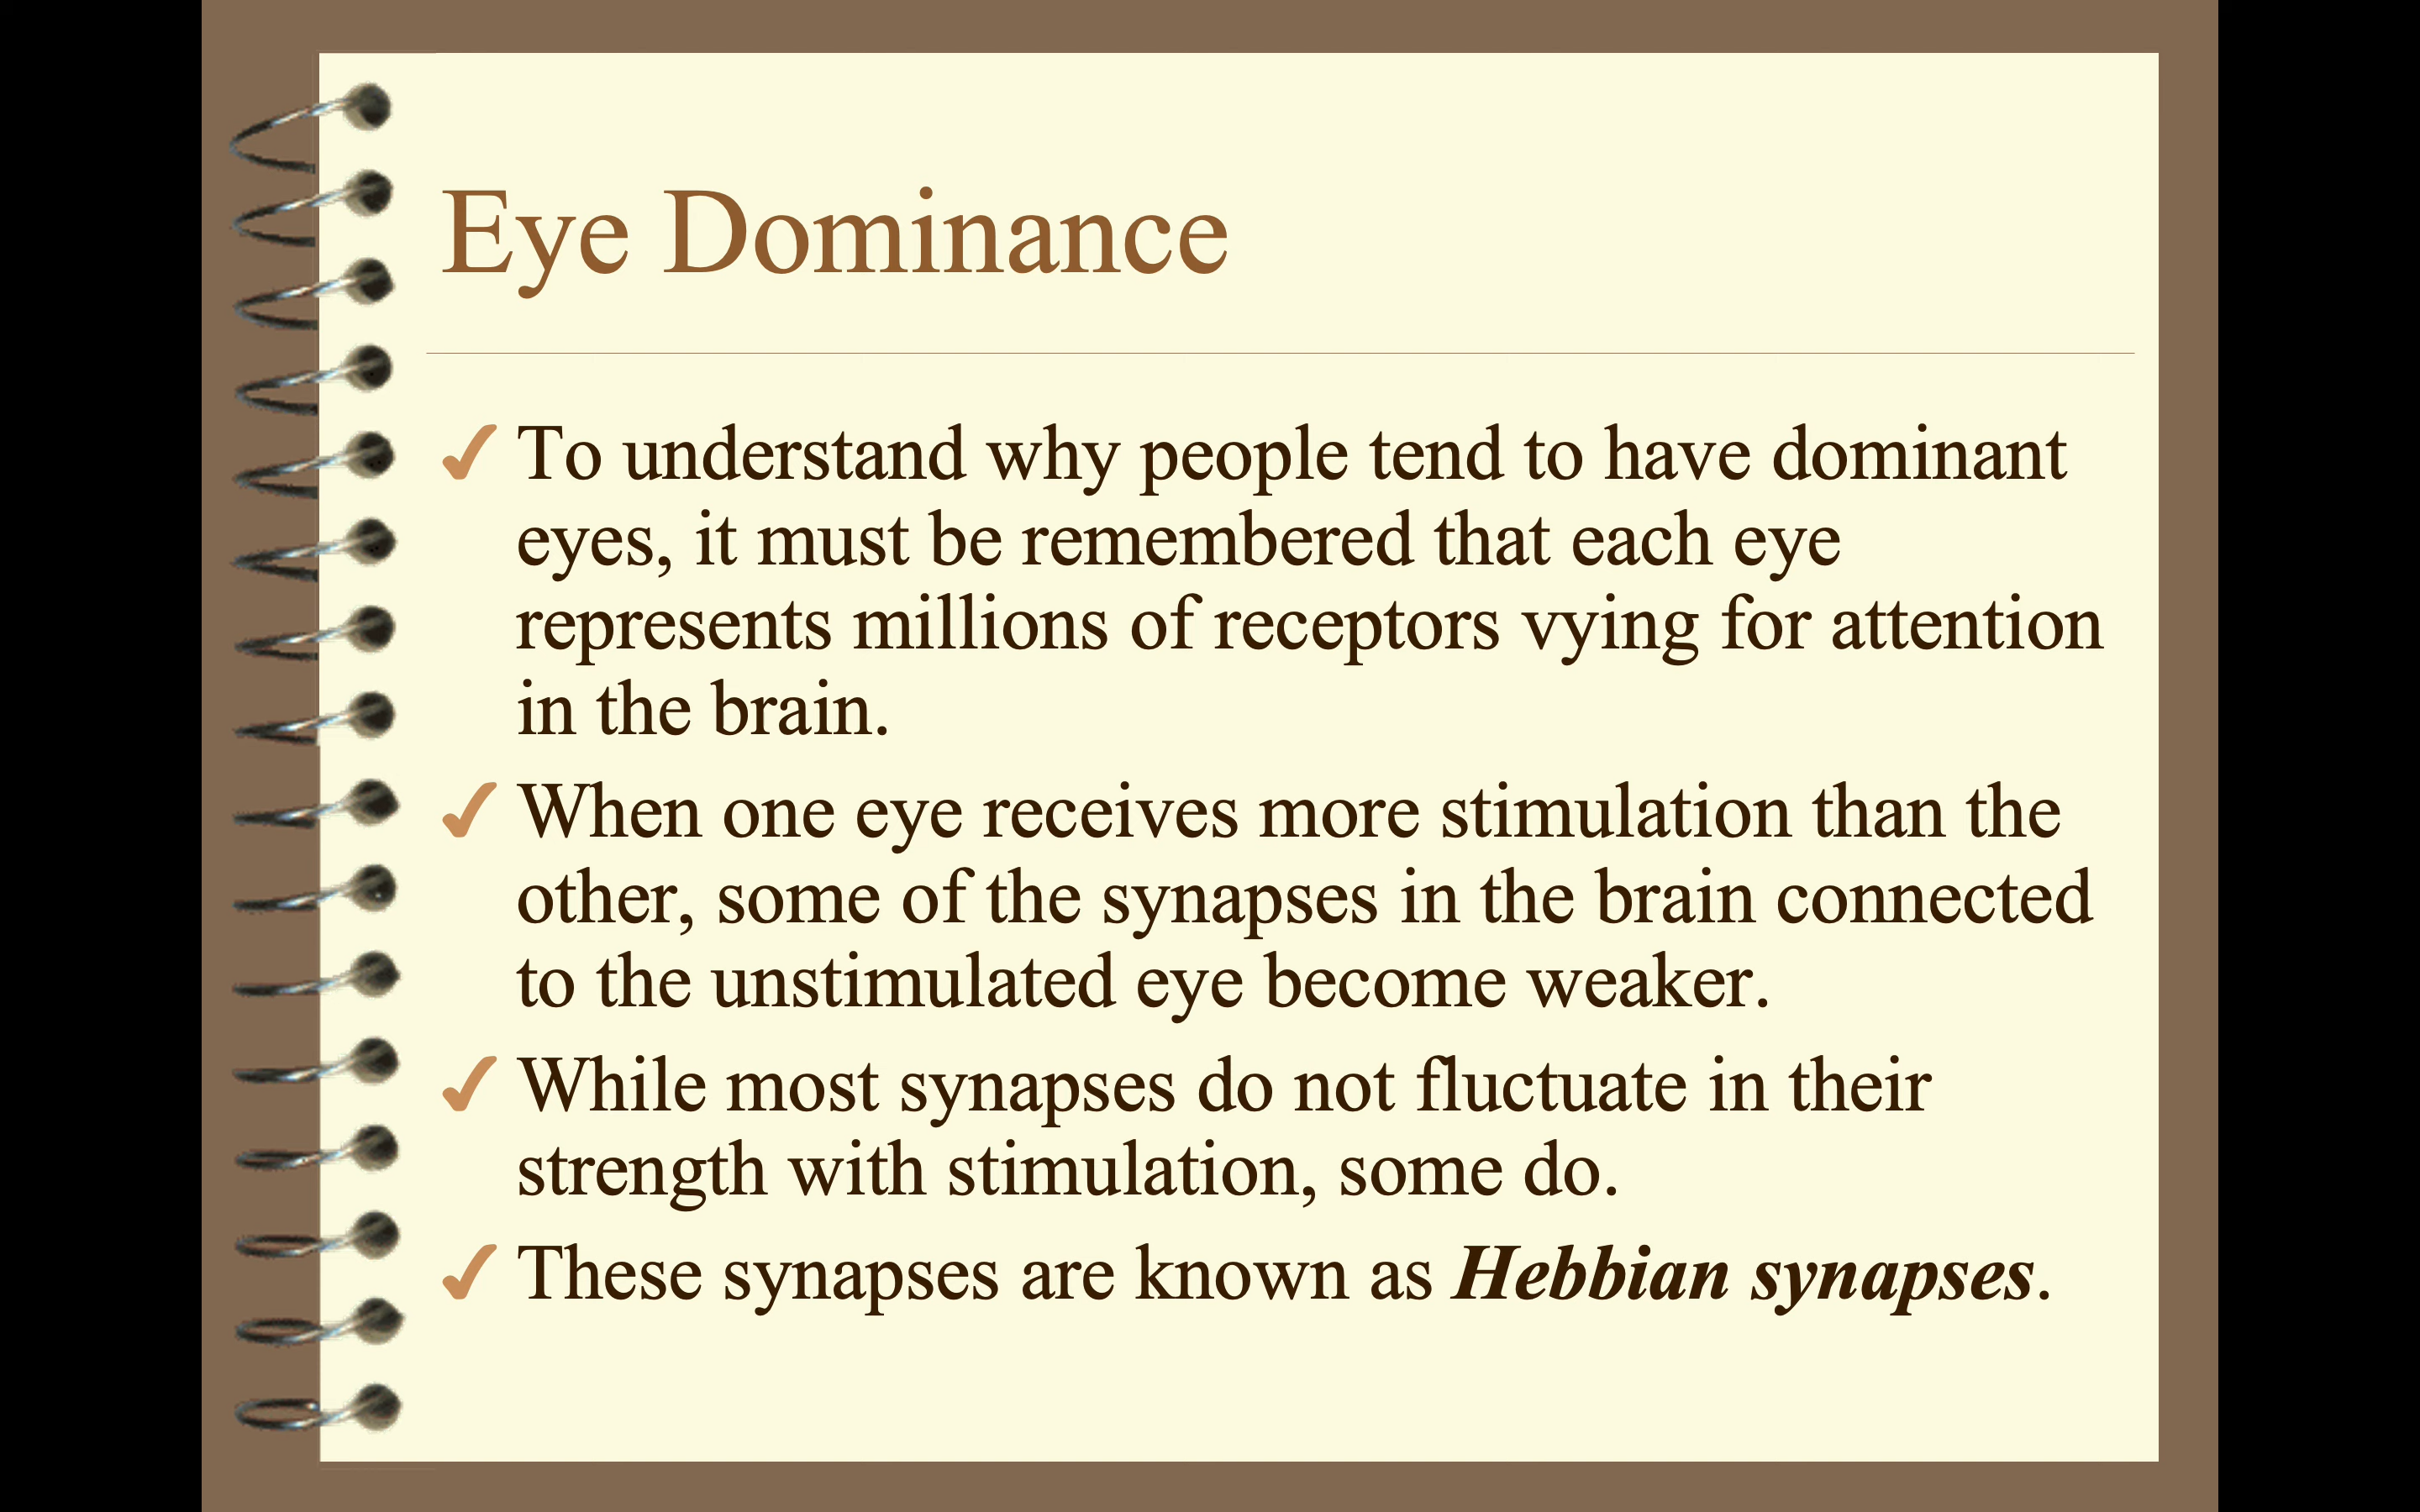 Eye Dominance
✓ To understand why people tend to have dominant
eyes, it must be remembered that each eye
represents millions of receptors vying for attention
in the brain.
✓ When one eye receives more stimulation than the
other, some of the synapses in the brain connected
to the unstimulated eye become weaker.
✓ While most synapses do not fluctuate in their
strength with stimulation, some do.
✓ These synapses are known as Hebbian synapses.